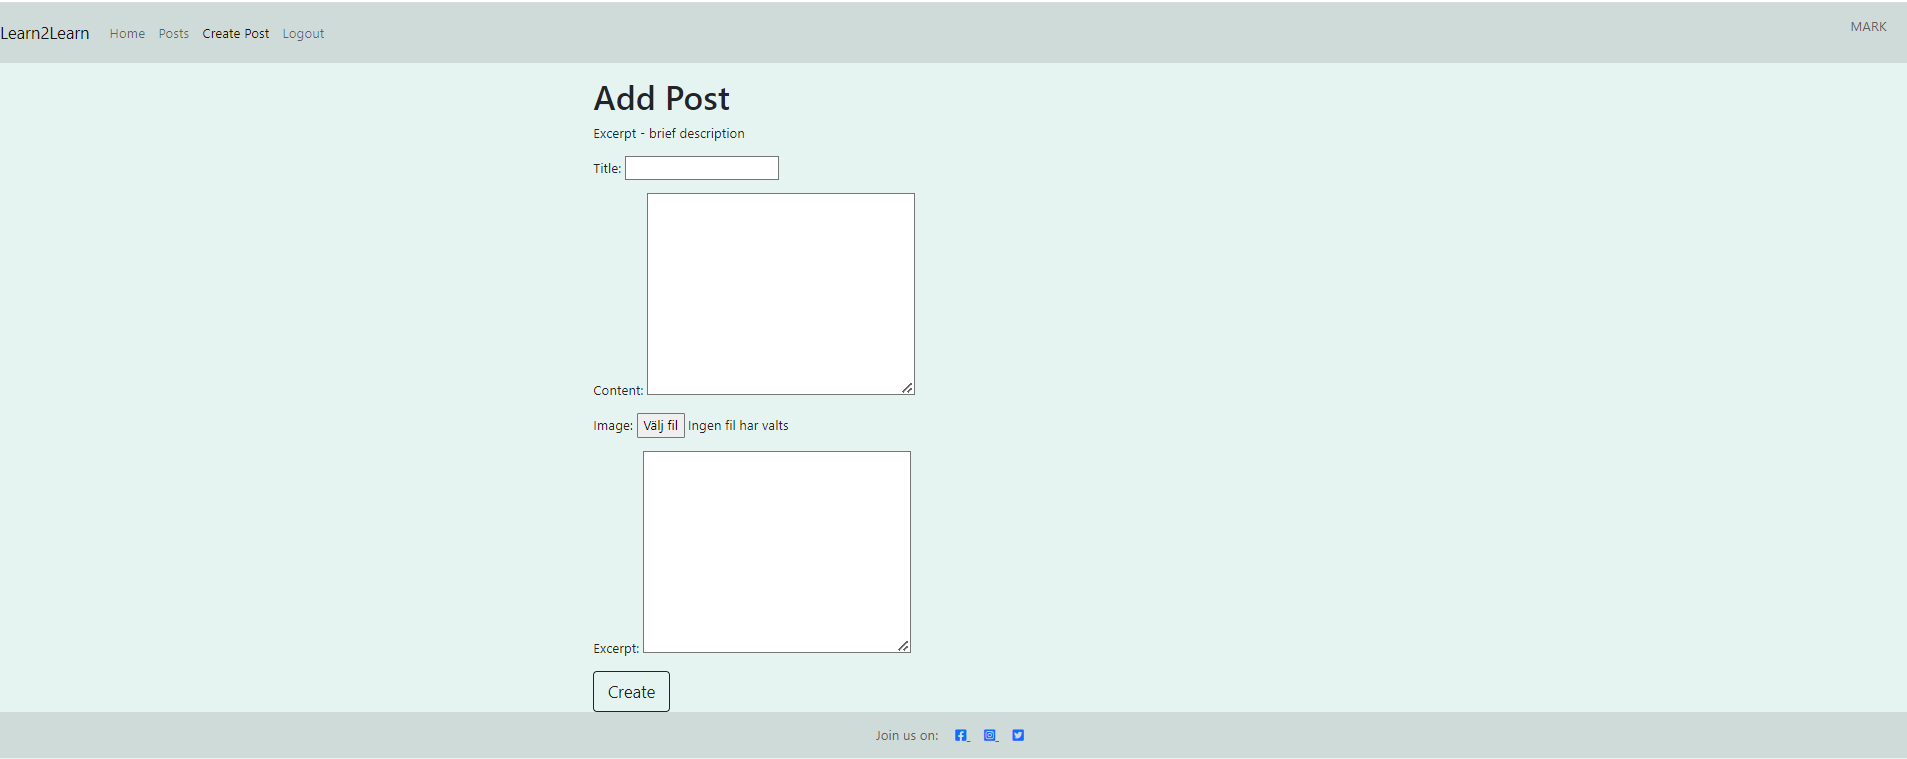 Learn2Learn Home Posts Create Post Logout MARK
Add Post
Excerpt - brief description
Title:
Content:
Image: Välj fil Ingen fil har valts
Excerpt:
Create
Join us on: